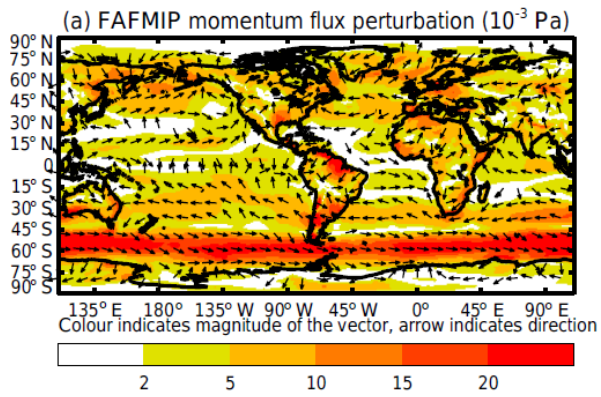 (a) FAFMIP momentum flux perturbation (10⁻³ Pa)
90° N
75° N
60° N
45° N
30° N
15° N
0
15° S
30° S
45° S
60° S
75° S
90° S
135° E 180° 135° W 90° W 45° W 0° 45° E 90° E
Colour indicates magnitude of the vector, arrow indicates direction
2 5 10 15 20